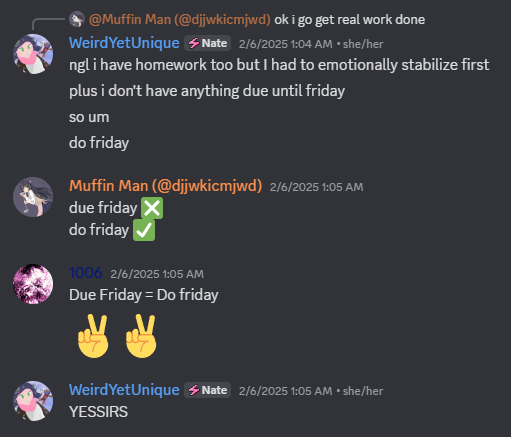 @Muffin Man (@djjwkicmjwd) ok i go get real work done
WeirdYetUnique Nate 2/6/2025 1:04 AM • she/her
ngl i have homework too but I had to emotionally stabilize first
plus i don't have anything due until friday
so um
do friday
Muffin Man (@djjwkicmjwd) 2/6/2025 1:05 AM
due friday ❎
do friday ✅
1006 2/6/2025 1:05 AM
Due Friday = Do friday
✌️ ✌️
WeirdYetUnique Nate 2/6/2025 1:05 AM • she/her
YESSIRS